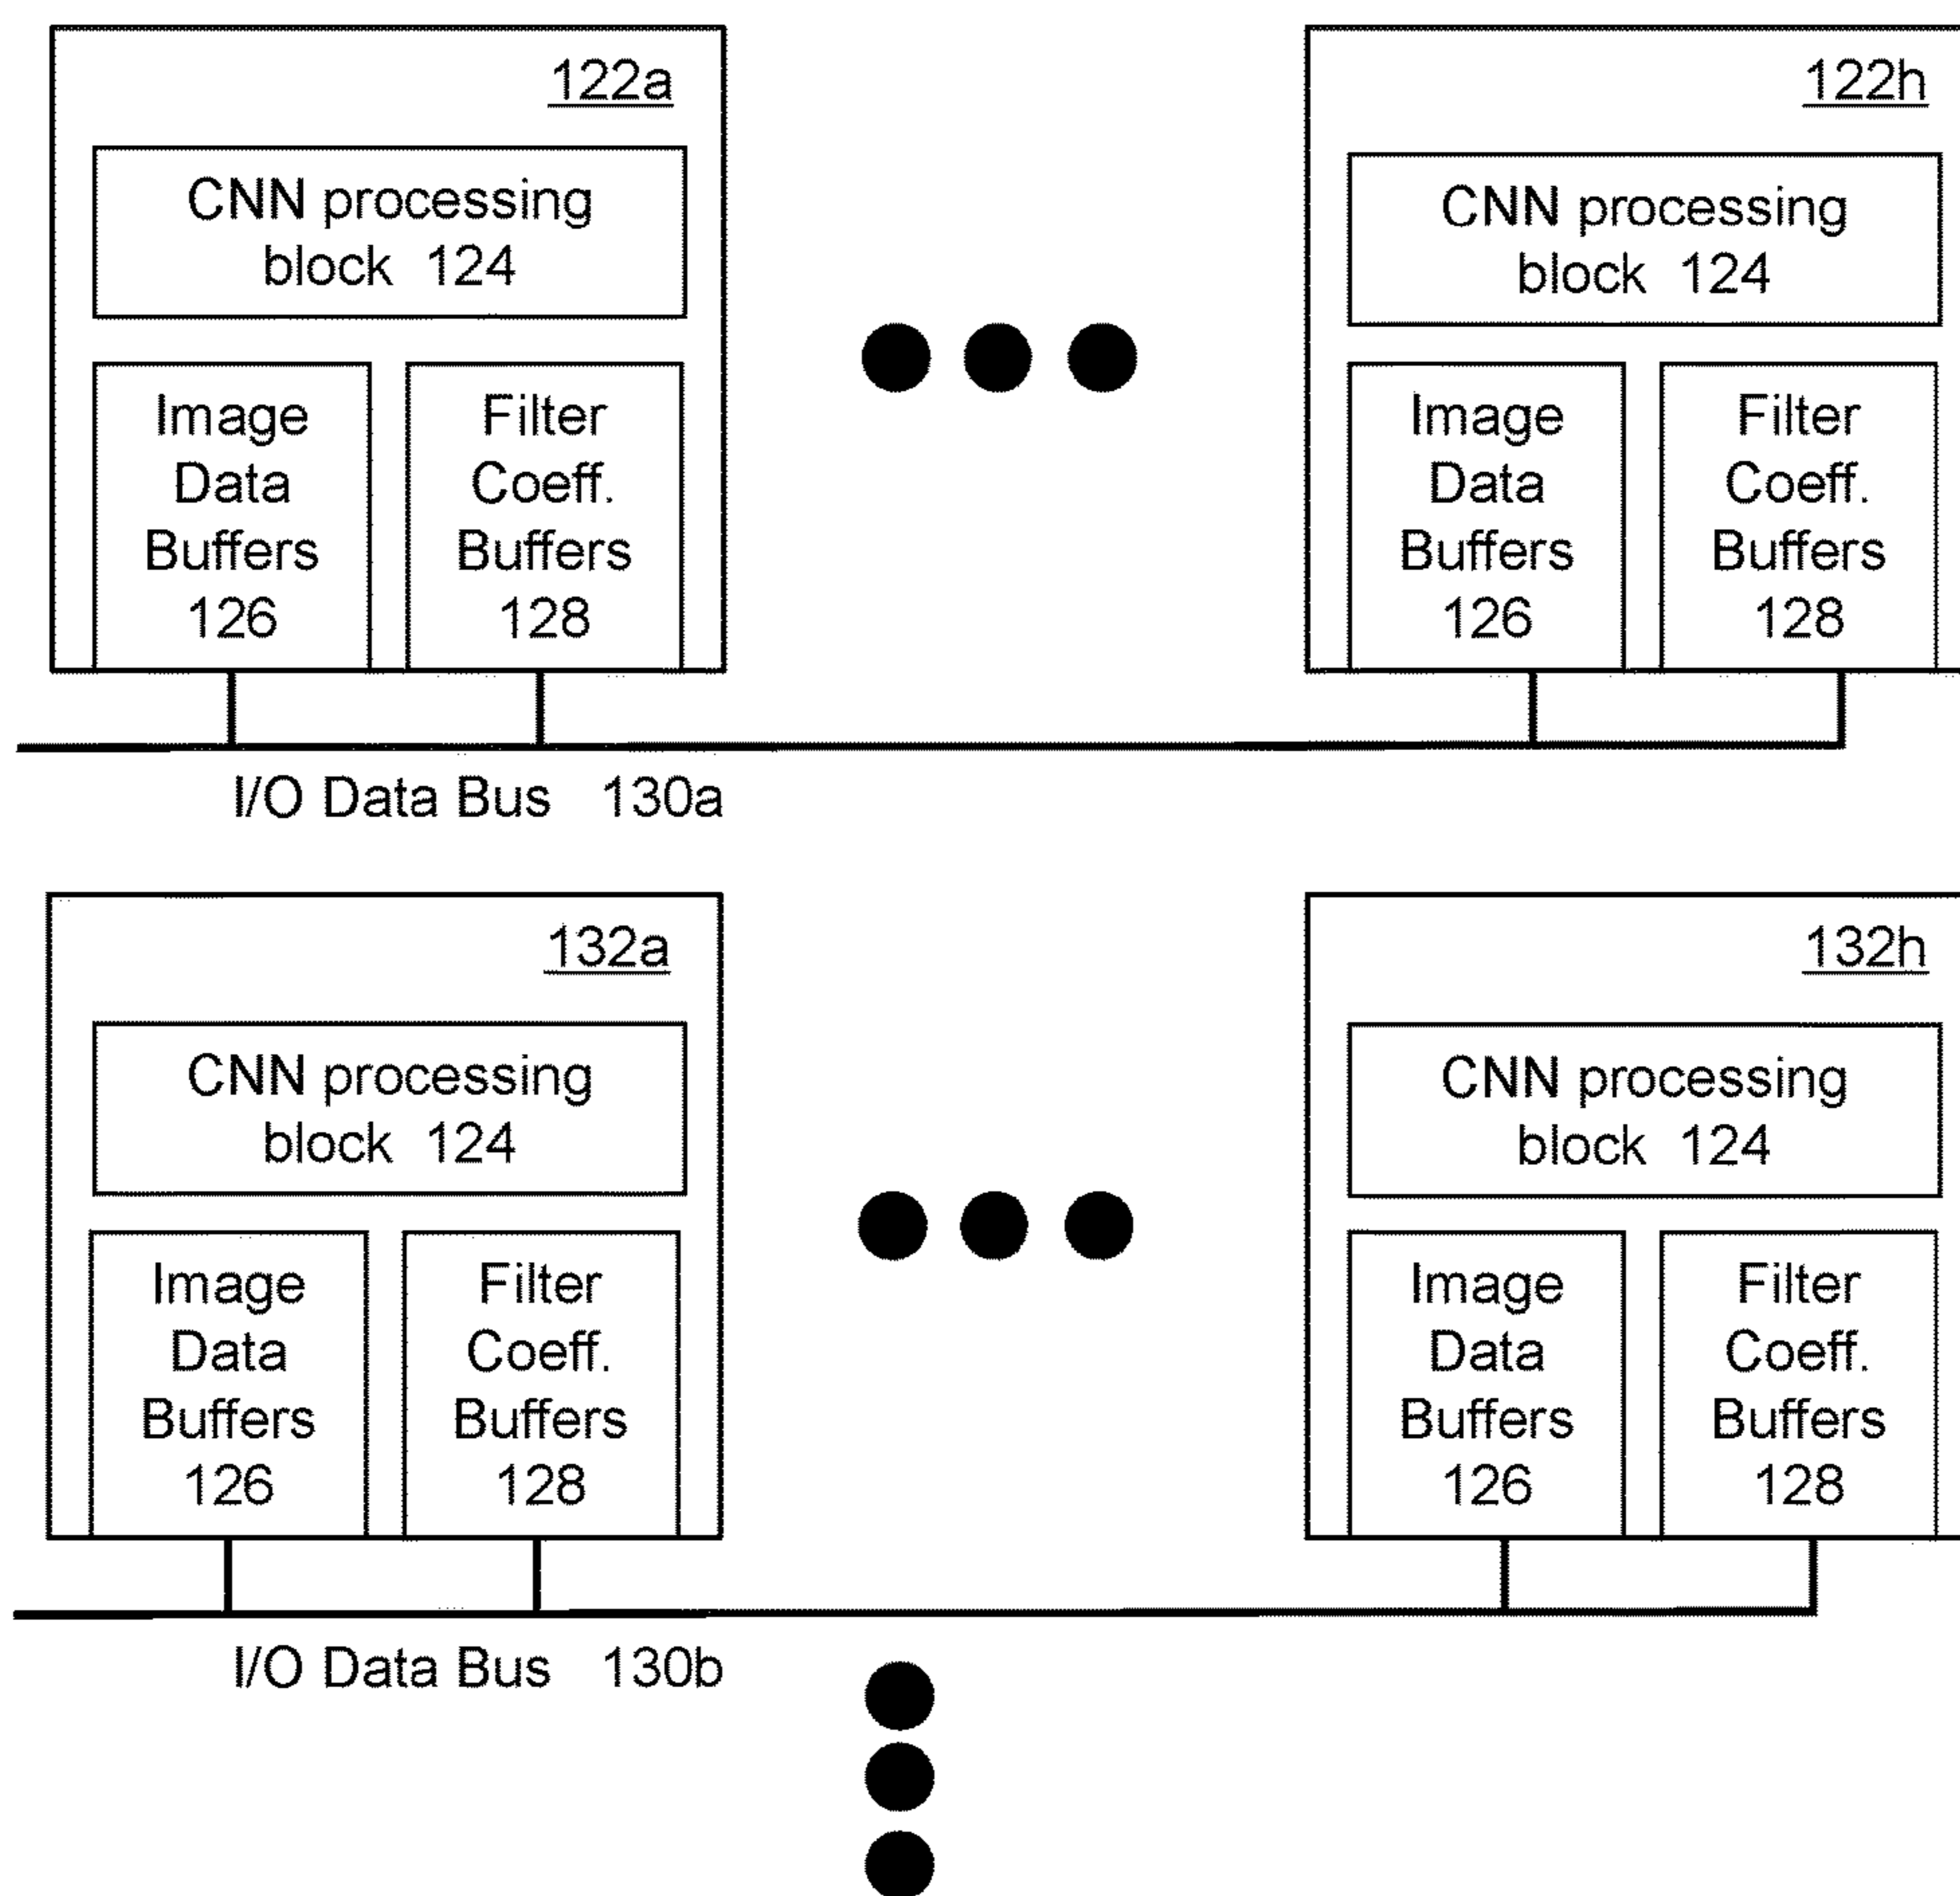 122a
CNN processing
block 124
Image
Data
Buffers
126
Filter
Coeff.
Buffers
128
122h
CNN processing
block 124
Image
Data
Buffers
126
Filter
Coeff.
Buffers
128
I/O Data Bus 130a
132a
CNN processing
block 124
Image
Data
Buffers
126
Filter
Coeff.
Buffers
128
132h
CNN processing
block 124
Image
Data
Buffers
126
Filter
Coeff.
Buffers
128
I/O Data Bus 130b